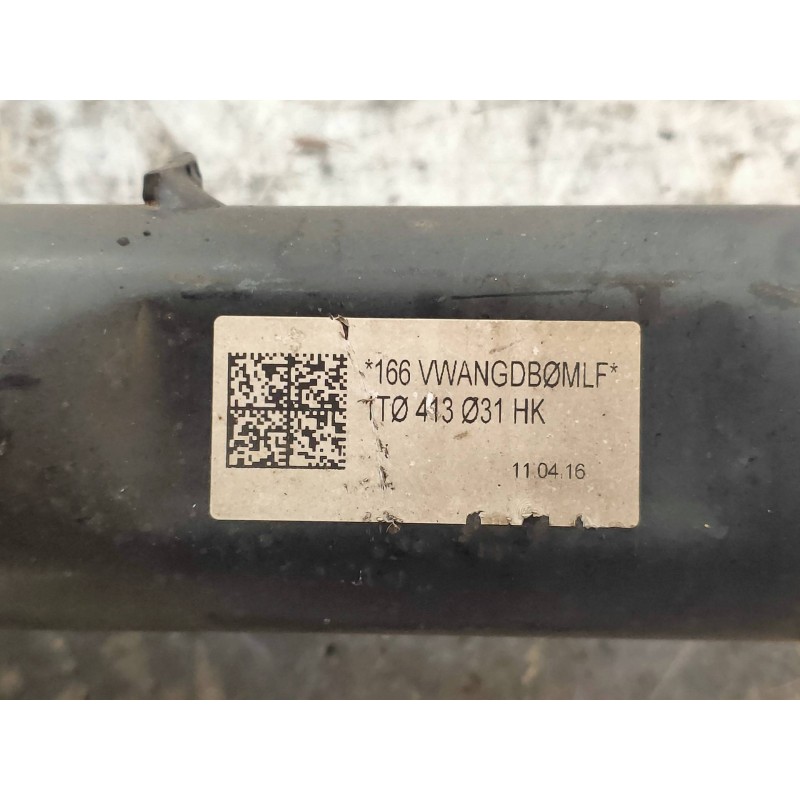 *166 VWANGDBØMLF*
1TØ 413 Ø31 HK
11.04.16